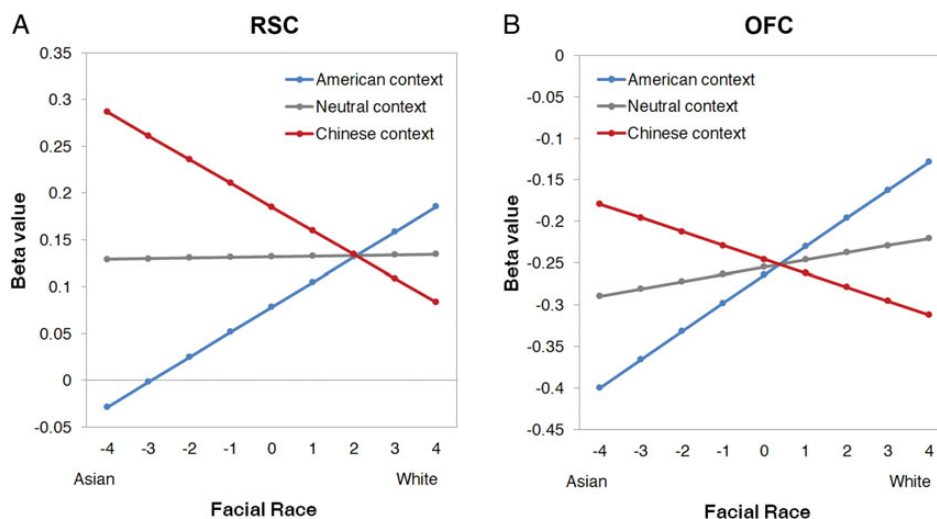 A
RSC
0.35
0.3
0.25
0.2
0.15
0.1
0.05
0
-0.05
Beta value
American context
Neutral context
Chinese context
-4 -3 -2 -1 0 1 2 3 4
Asian White
Facial Race
B
OFC
0
-0.05
-0.1
-0.15
-0.2
-0.25
-0.3
-0.35
-0.4
-0.45
Beta value
American context
Neutral context
Chinese context
-4 -3 -2 -1 0 1 2 3 4
Asian White
Facial Race